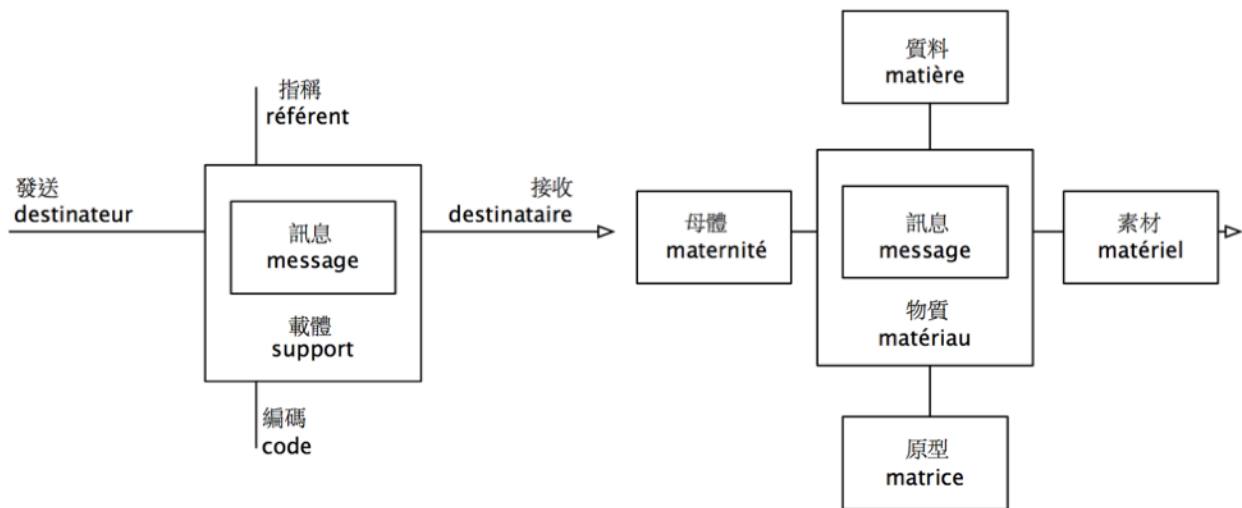 指稱
référent
發送
destinateur
接收
destinataire
訊息
message
載體
support
編碼
code
質料
matière
母體
maternité
訊息
message
素材
matériel
物質
matériau
原型
matrice